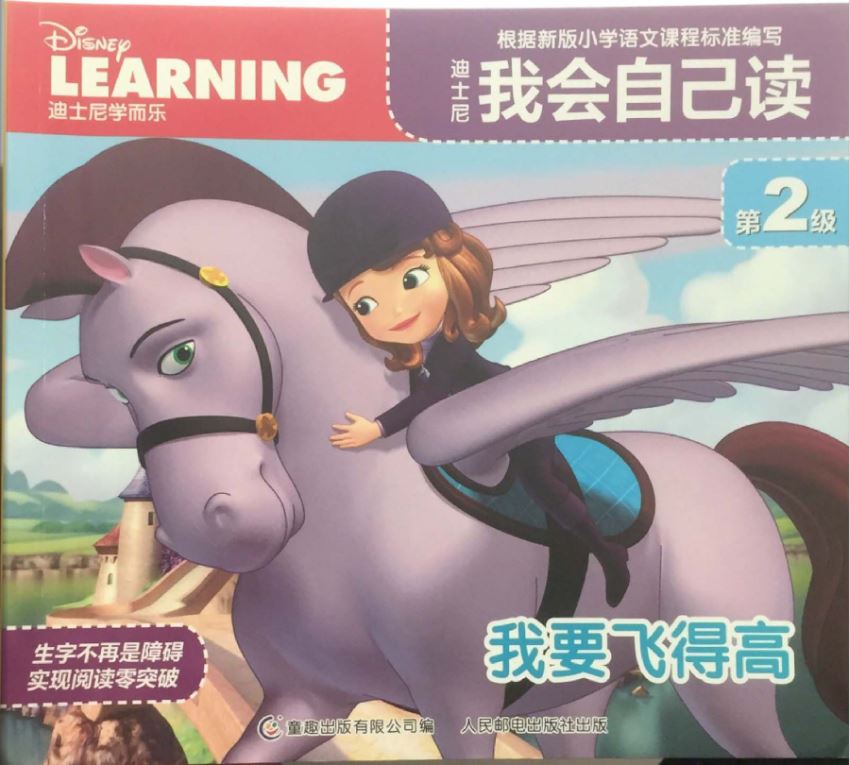 Disney
LEARNING
迪士尼学而乐
根据新版小学语文课程标准编写
迪士尼
我会自己读
第2级
我要飞得高
生字不再是障碍
实现阅读零突破
童趣出版有限公司编 人民邮电出版社出版